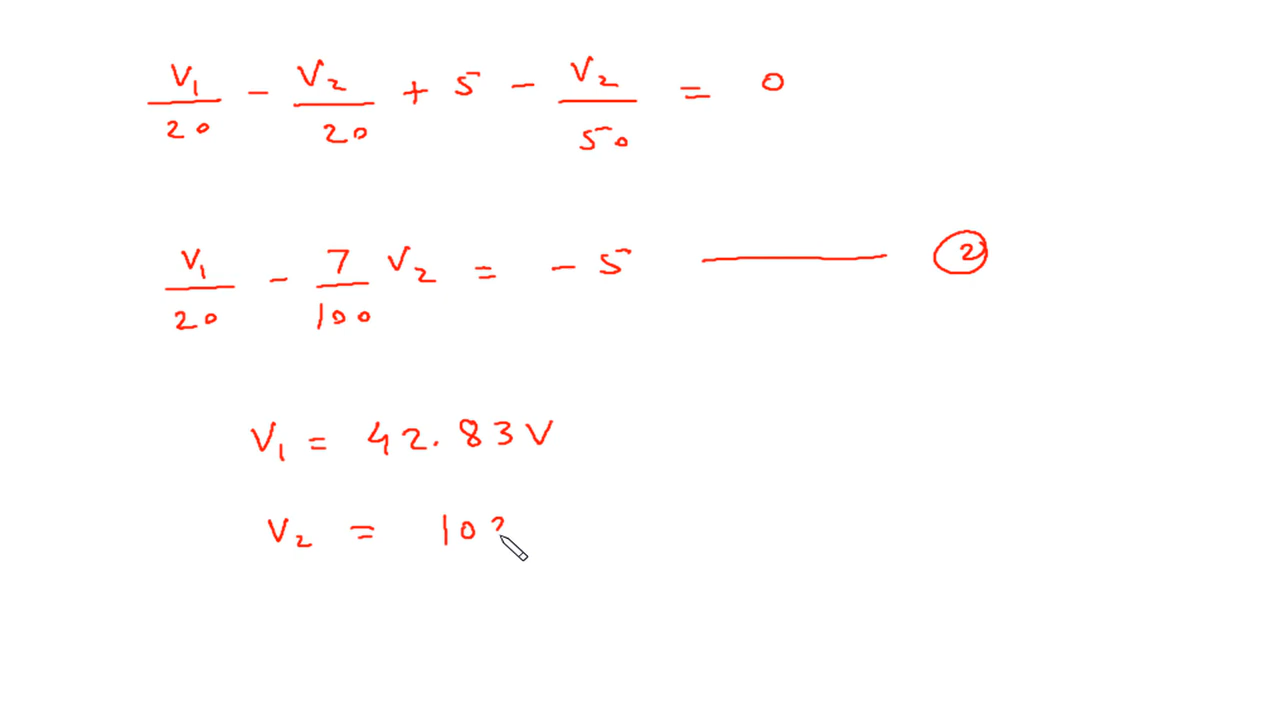 V₁/20 - V₂/20 + 5 - V₂/50 = 0
V₁/20 - 7/100 V₂ = - 5 ——— ②
V₁ = 42.83V
V₂ = 10